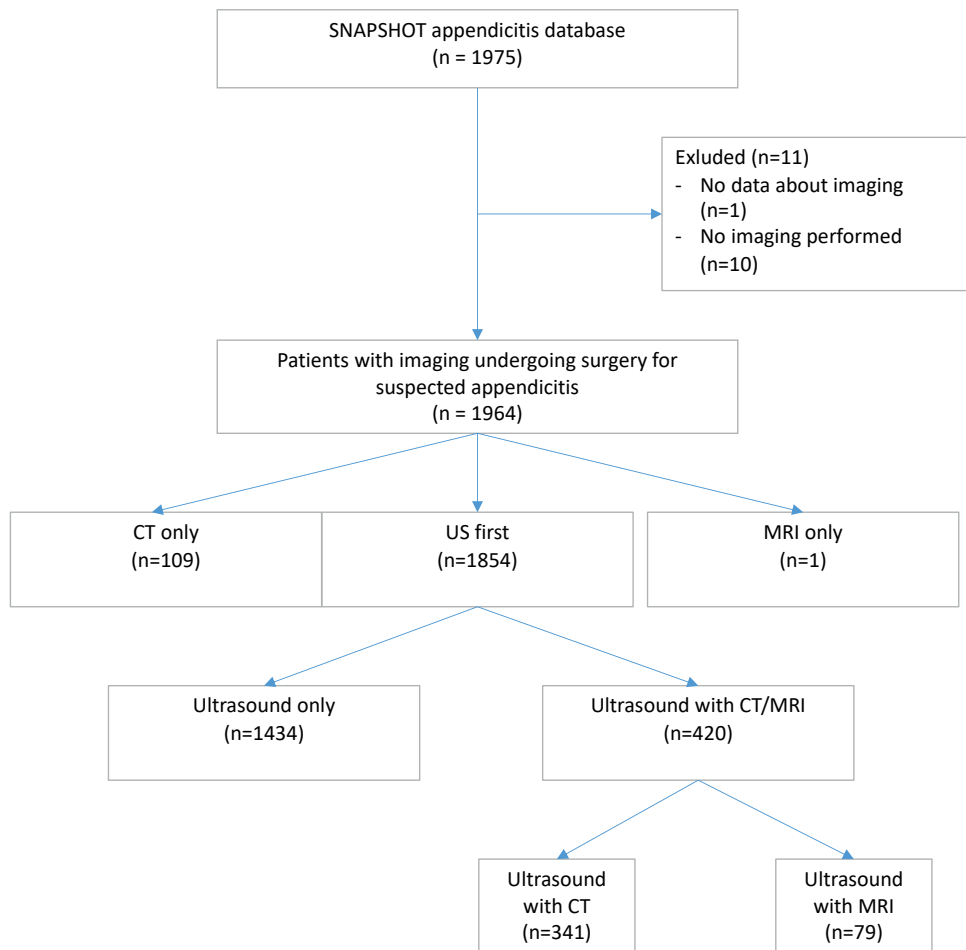 SNAPSHOT appendicitis database
(n = 1975)
Exluded (n=11)
- No data about imaging
(n=1)
- No imaging performed
(n=10)
Patients with imaging undergoing surgery for
suspected appendicitis
(n = 1964)
CT only
(n=109)
US first
(n=1854)
MRI only
(n=1)
Ultrasound only
(n=1434)
Ultrasound with CT/MRI
(n=420)
Ultrasound
with CT
(n=341)
Ultrasound
with MRI
(n=79)